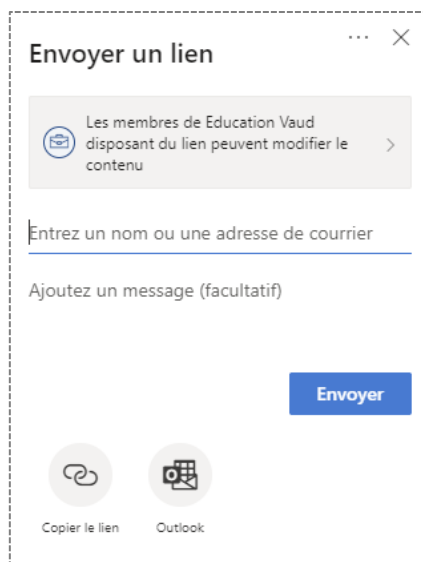 Envoyer un lien
Les membres de Education Vaud
disposant du lien peuvent modifier le
contenu
Entrez un nom ou une adresse de courrier
Ajoutez un message (facultatif)
Envoyer
Copier le lien
Outlook